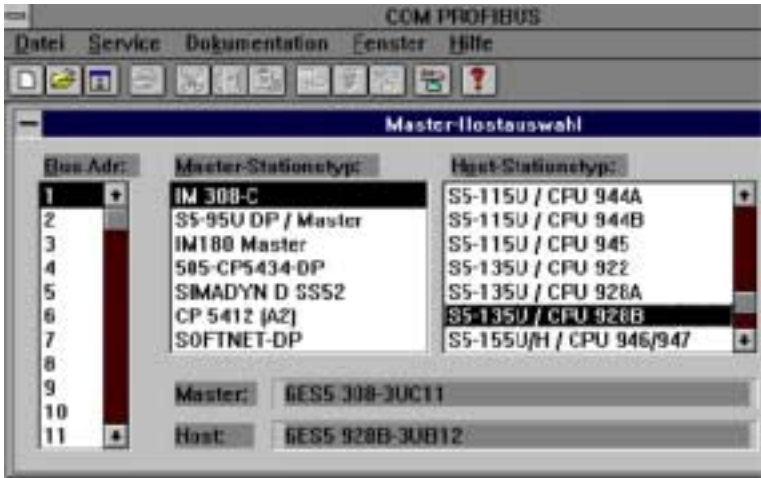 COM PROFIBUS
Datei Service Dokumentation Fenster Hilfe
Master-Hostauswahl
Bus Adr:
1
2
3
4
5
6
7
8
9
10
11
Master-Stationstyp:
IM 308-C
S5-95U DP / Master
IM180 Master
505-CP5434-DP
SIMADYN D SS52
CP 5412 (A2)
SOFTNET-DP
Host-Stationstyp:
S5-115U / CPU 944A
S5-115U / CPU 944B
S5-115U / CPU 945
S5-135U / CPU 922
S5-135U / CPU 928A
S5-135U / CPU 928B
S5-155U/H / CPU 946/947
Master: 6ES5 308-3UC11
Host: 6ES5 928B-3UB12